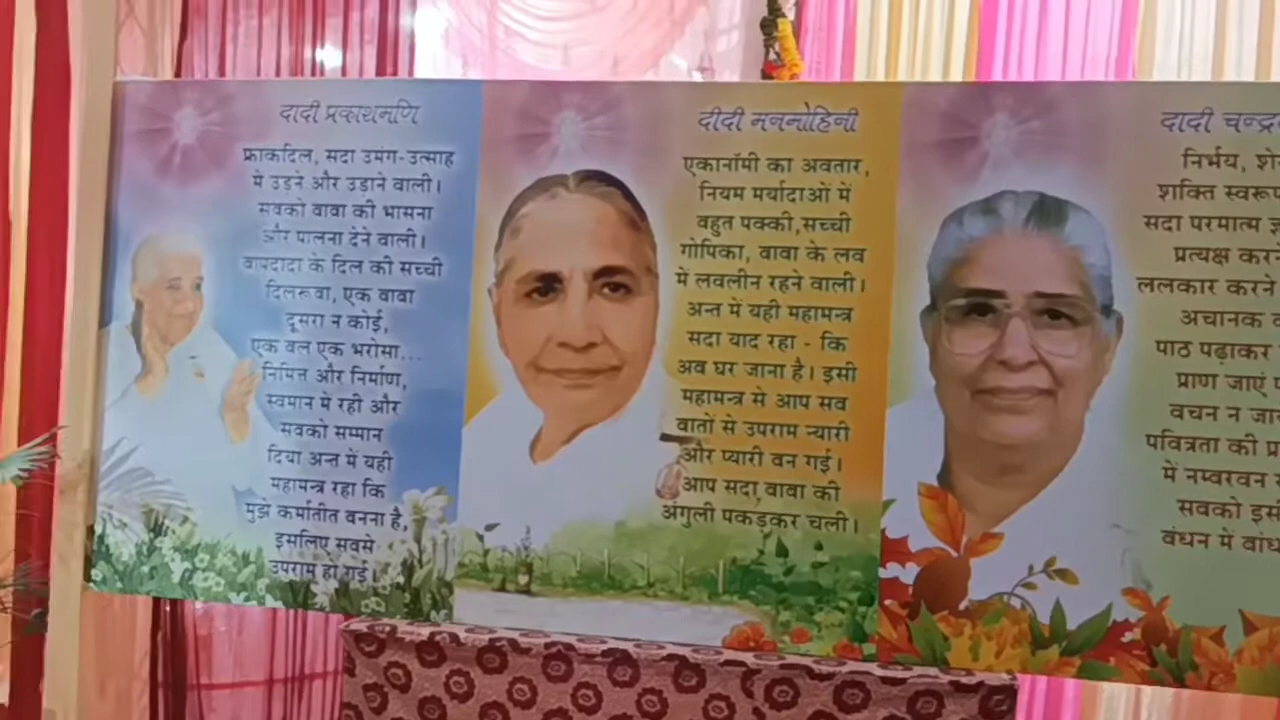 दादी प्रकाशमणि
फ्राकदिल, सदा उमंग-उत्साह
में उड़ने और उड़ाने वाली।
सबको बाबा की भासना
और पालना देने वाली।
बापदादा के दिल की सच्ची
दिलरूबा, एक बाबा
दूसरा न कोई,
एक बल एक भरोसा...
निमित्त और निर्माण,
स्वमान में रही और
सबको सम्मान
दिया अन्त में यही
महामन्त्र रहा कि
मुझे कर्मातीत बनना है,
इसलिए सबसे
उपराम हो गई।
दीदी मनमोहिनी
एकानॉमी का अवतार,
नियम मर्यादाओं में
बहुत पक्की,सच्ची
गोपिका, बाबा के लव
में लवलीन रहने वाली।
अन्त में यही महामन्त्र
सदा याद रहा - कि
अब घर जाना है। इसी
महामन्त्र से आप सब
बातों से उपराम न्यारी
और प्यारी बन गई।
आप सदा बाबा की
अंगुली पकड़कर चली।
दादी चन्द्र
निर्भय,
शक्ति
सदा परमात्म
प्रत्यक्ष
ललकार करने
अचानक
पाठ पढ़ाकर
प्राण जाएं
वचन न
पवित्रता की
में नम्बरवन
सबको
बंधन में